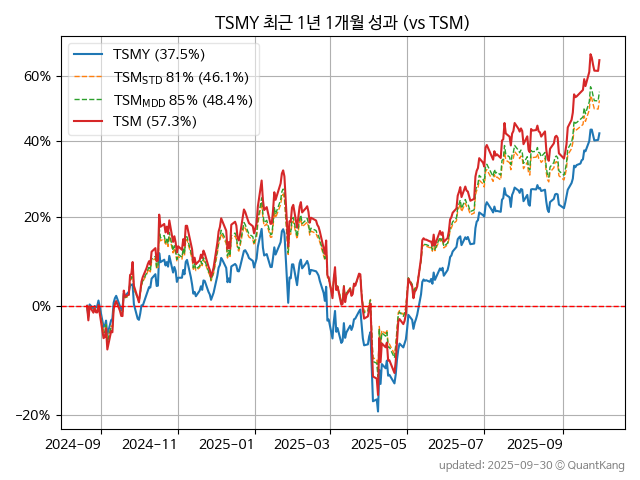 TSMY 최근 1년 1개월 성과 (vs TSM)
TSMY (37.5%)
TSM_STD 81% (46.1%)
TSM_MDD 85% (48.4%)
TSM (57.3%)
60%
40%
20%
0%
−20%
2024−09 2024−11 2025−01 2025−03 2025−05 2025−07 2025−09
updated: 2025-09-30 © QuantKang